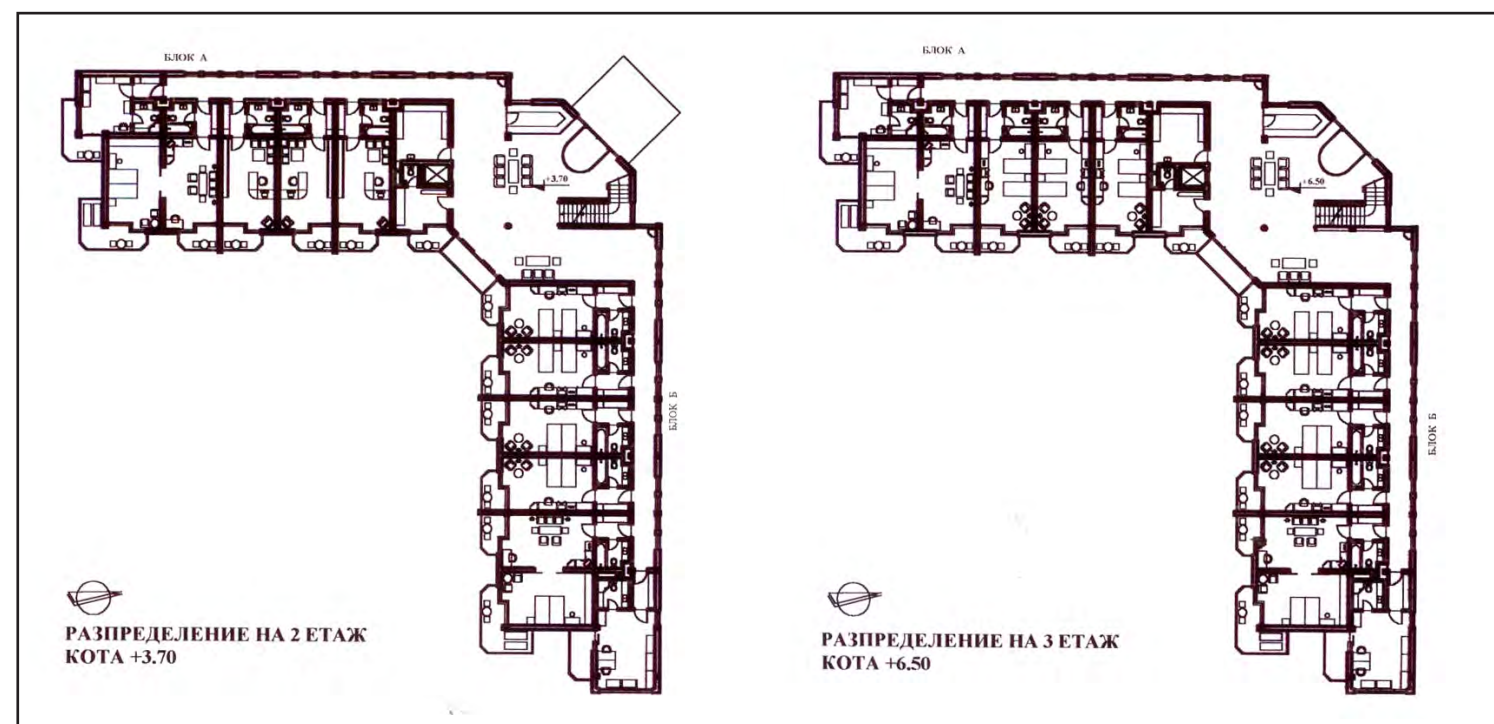 БЛОК А
+3.70
БЛОК Б
РАЗПРЕДЕЛЕНИЕ НА 2 ЕТАЖ
КОТА +3.70
БЛОК А
+6.50
БЛОК Б
РАЗПРЕДЕЛЕНИЕ НА 3 ЕТАЖ
КОТА +6.50